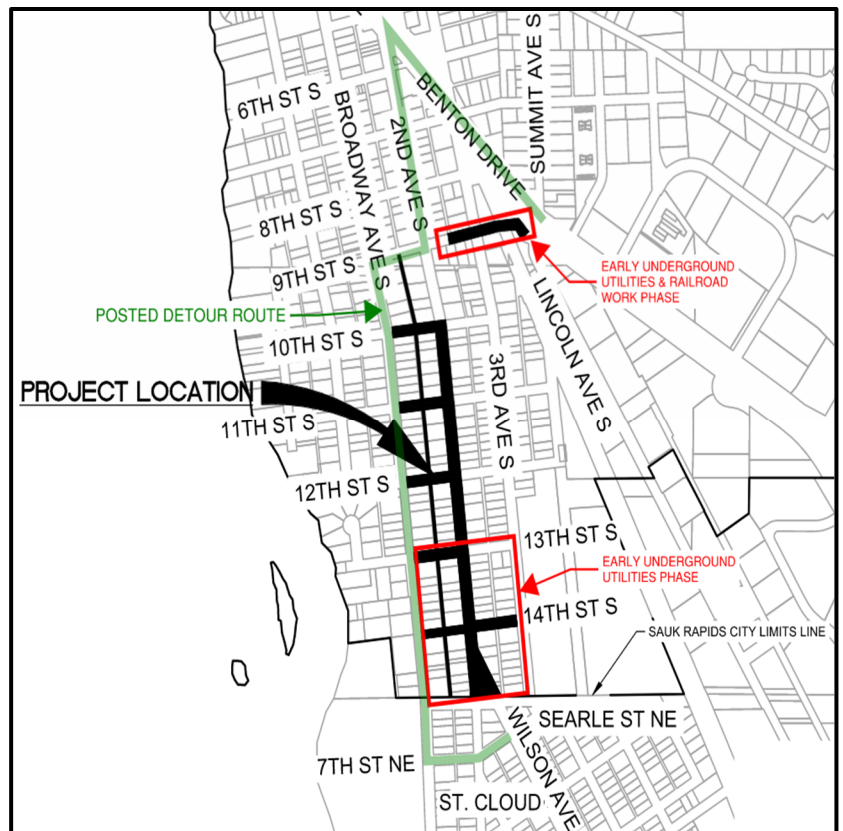 6TH ST S
BROADWAY AVE S
2ND AVE S
BENTON DRIVE
SUMMIT AVE S
8TH ST S
9TH ST S
EARLY UNDERGROUND
UTILITIES & RAILROAD
WORK PHASE
POSTED DETOUR ROUTE
10TH ST S
LINCOLN AVE S
3RD AVE S
PROJECT LOCATION
11TH ST S
12TH ST S
13TH ST S
EARLY UNDERGROUND
UTILITIES PHASE
14TH ST S
SAUK RAPIDS CITY LIMITS LINE
SEARLE ST NE
WILSON AVE
7TH ST NE
ST. CLOUD